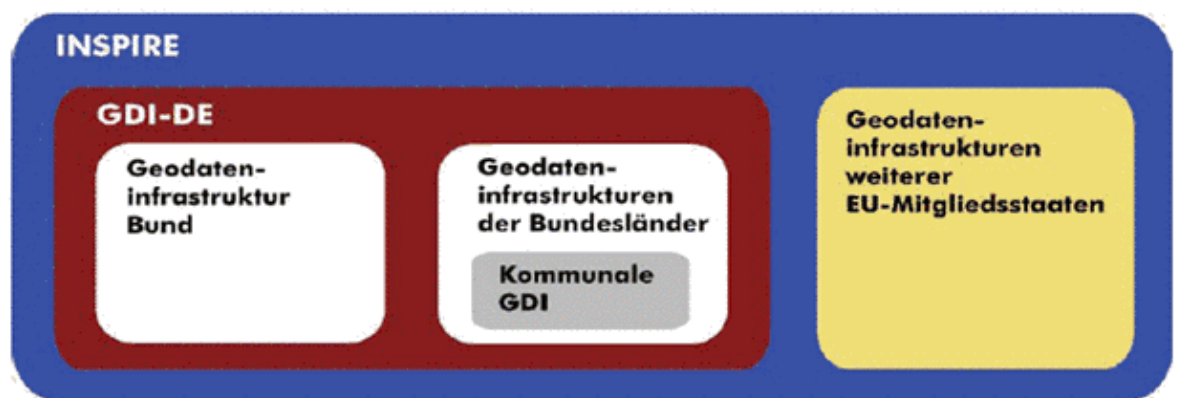 INSPIRE
GDI-DE
Geodaten-
infrastruktur
Bund
Geodaten-
infrastrukturen
der Bundesländer
Kommunale
GDI
Geodaten-
infrastrukturen
weiterer
EU-Mitgliedsstaaten